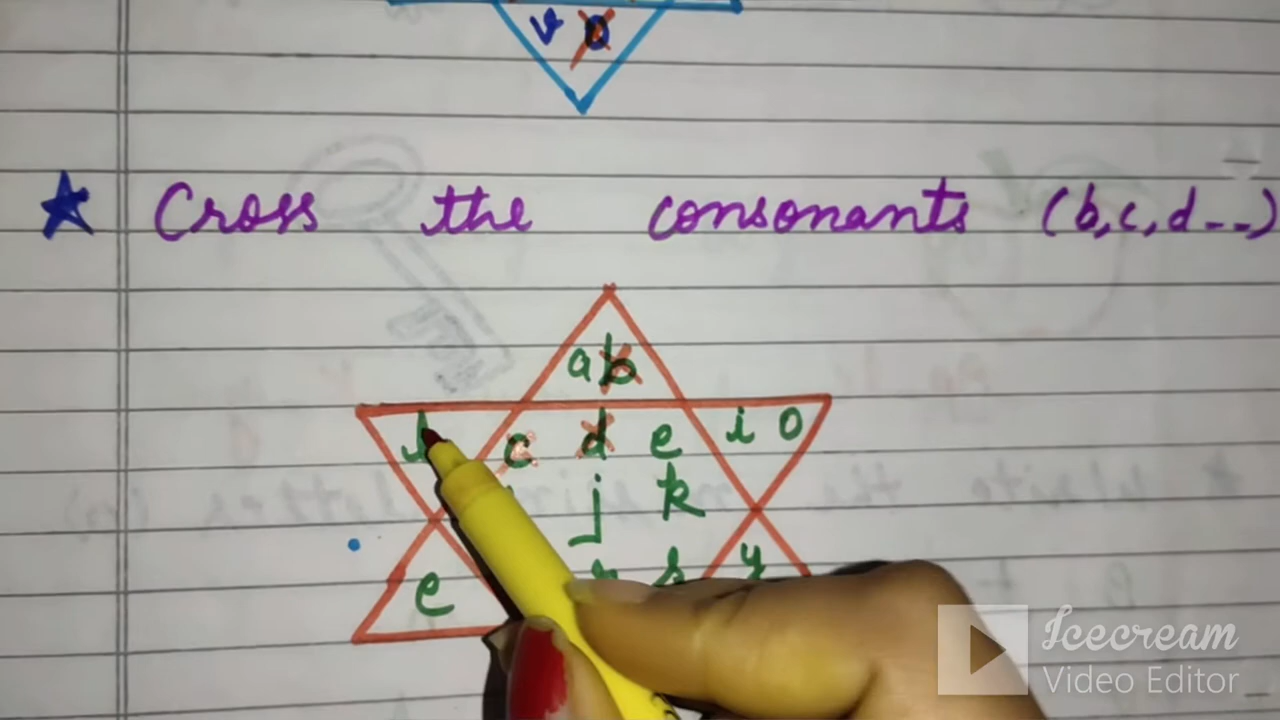 v o
Cross the consonants (b, c, d --)
a b
c d e i o
j k
e s y
Icecream
Video Editor